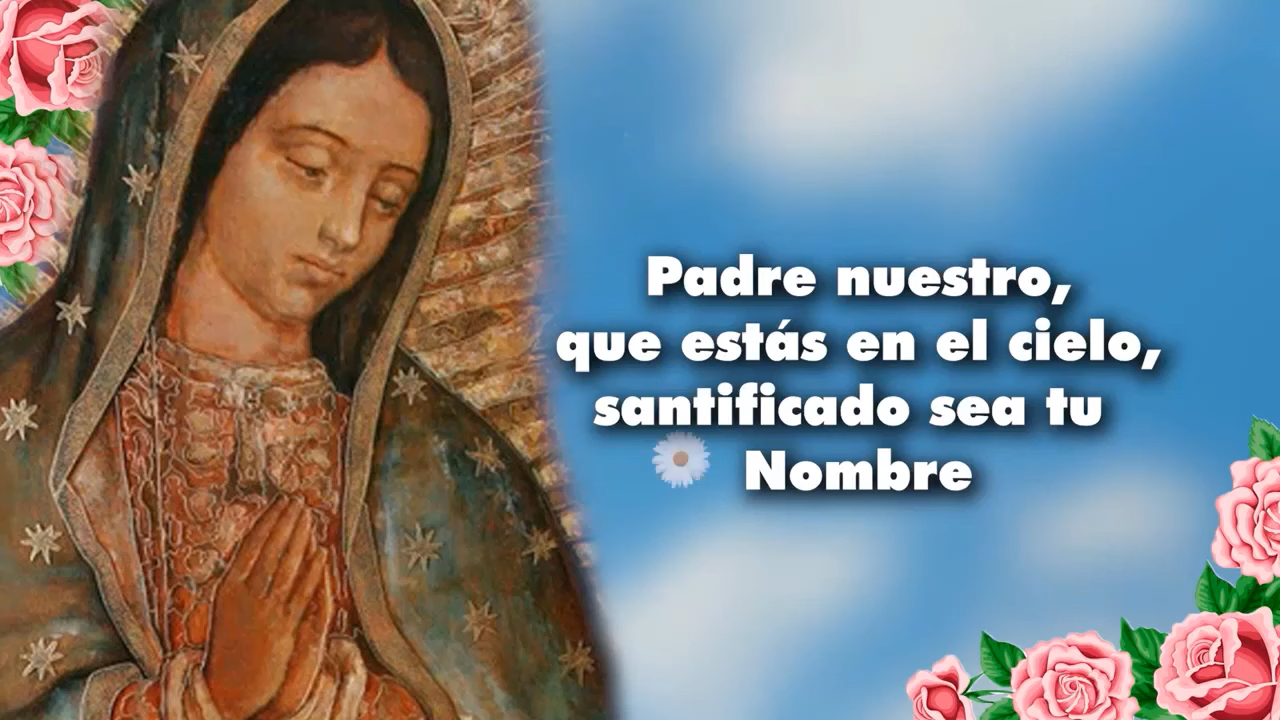 Padre nuestro,
que estás en el cielo,
santificado sea tu
Nombre